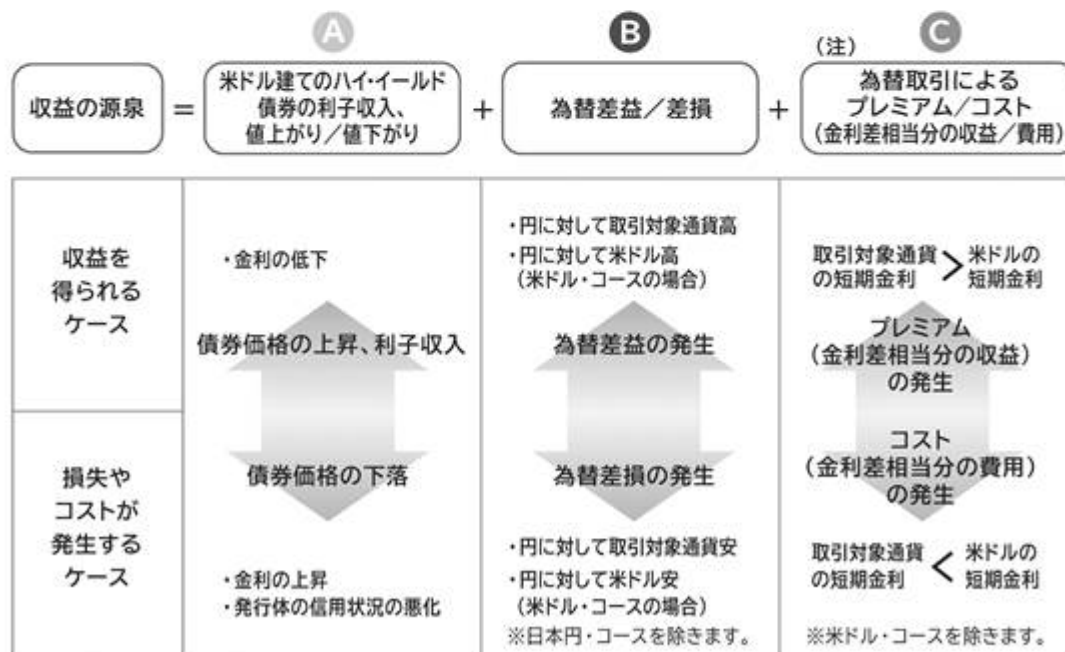 A
B
(注)
C
収益の源泉
=
米ドル建てのハイ・イールド
債券の利子収入、
値上がり/値下がり
+
為替差益/差損
+
為替取引による
プレミアム/コスト
(金利差相当分の収益/費用)
収益を
得られる
ケース
・金利の低下
債券価格の上昇、利子収入
・円に対して取引対象通貨高
・円に対して米ドル高
(米ドル・コースの場合)
為替差益の発生
取引対象通貨
の短期金利
>
米ドルの
短期金利
プレミアム
(金利差相当分の収益)
の発生
損失や
コストが
発生する
ケース
債券価格の下落
・金利の上昇
・発行体の信用状況の悪化
為替差損の発生
・円に対して取引対象通貨安
・円に対して米ドル安
(米ドル・コースの場合)
※日本円・コースを除きます。
コスト
(金利差相当分の費用)
の発生
取引対象通貨
の短期金利
<
米ドルの
短期金利
※米ドル・コースを除きます。